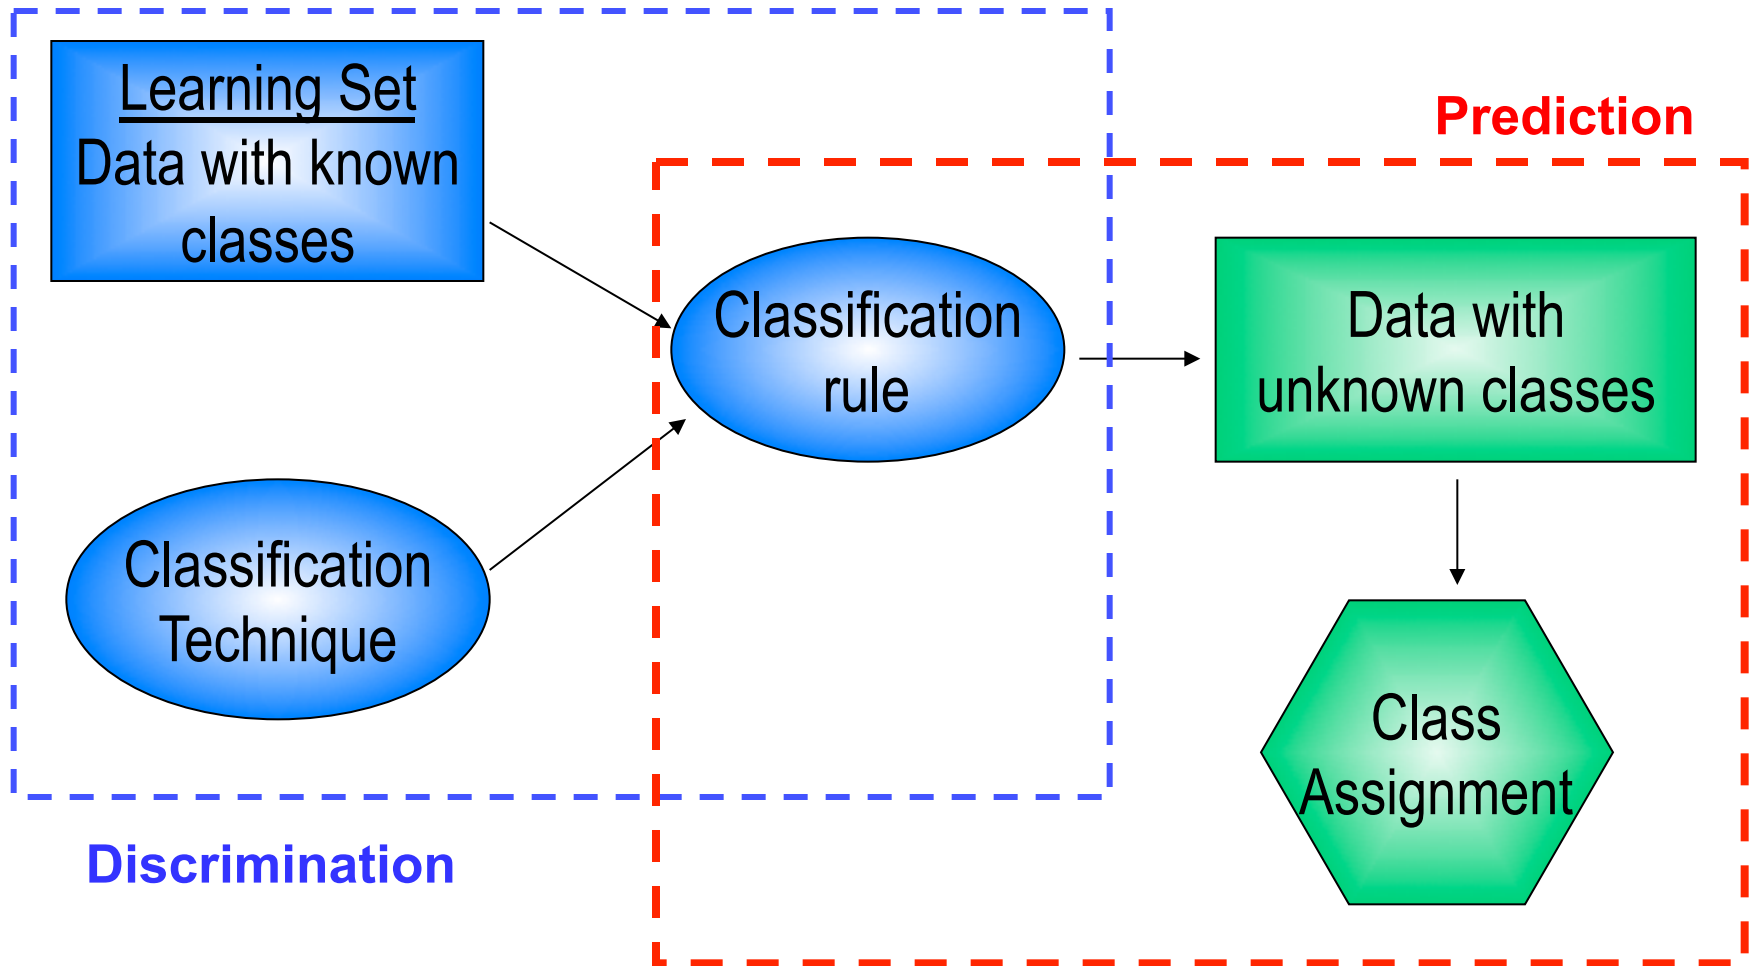 Learning Set
Data with known
classes
Prediction
Classification
rule
Data with
unknown classes
Classification
Technique
Class
Assignment
Discrimination